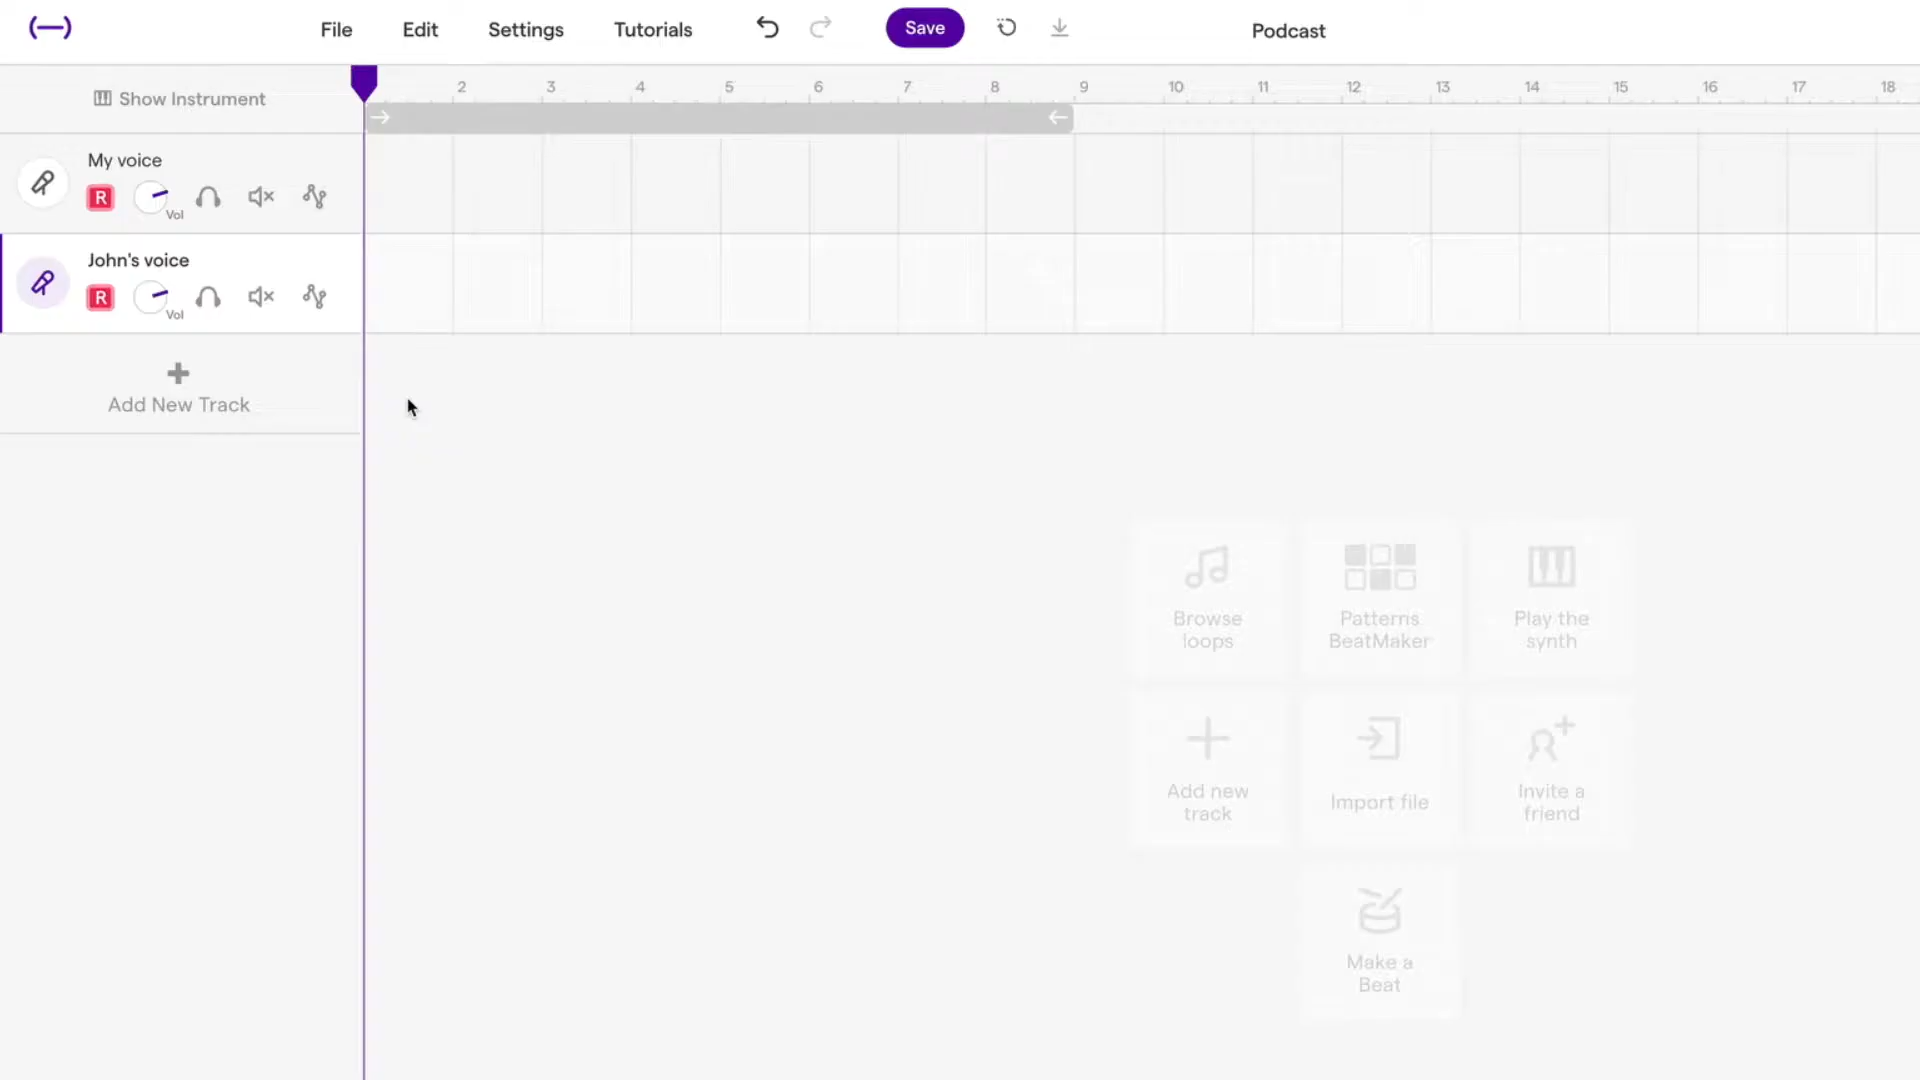 File Edit Settings Tutorials Save Podcast
Show Instrument
2 3 4 5 6 7 8 9 10 11 12 13 14 15 16 17 18
My voice
R Vol
John's voice
R Vol
Add New Track
Browse
loops
Patterns
BeatMaker
Play the
synth
Add new
track
Import file
Invite a
friend
Make a
Beat